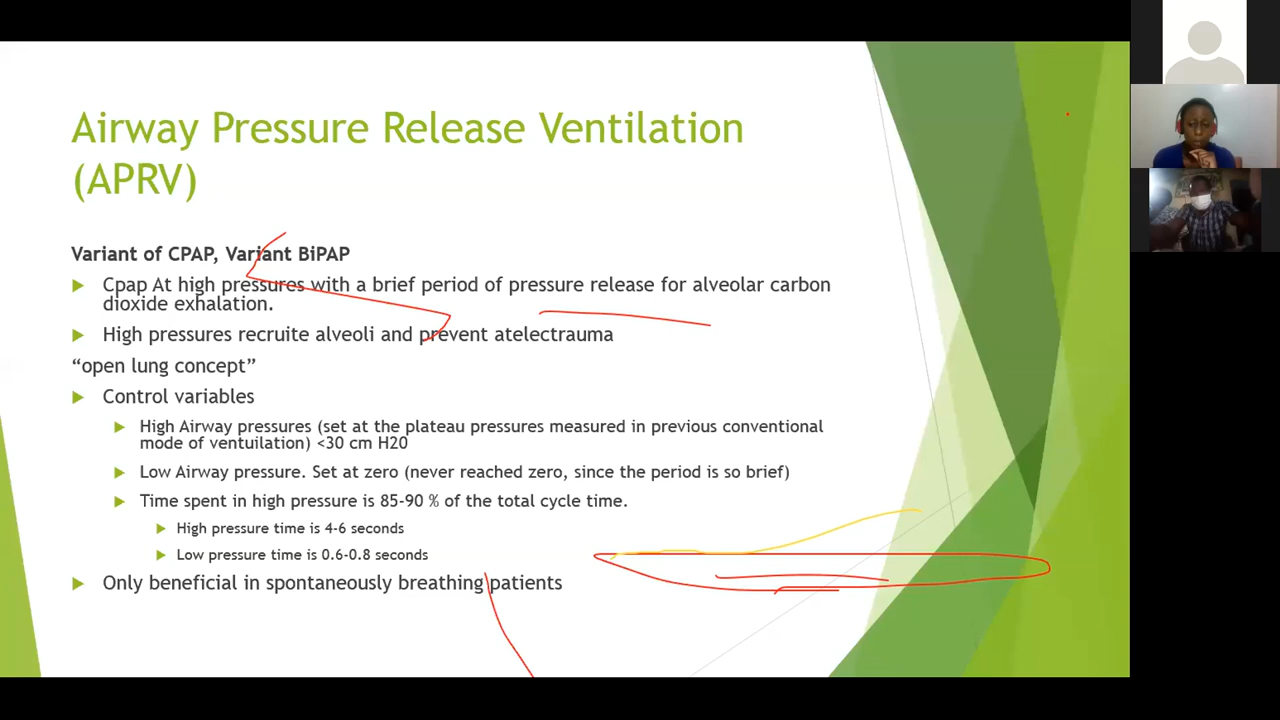 Airway Pressure Release Ventilation
(APRV)
Variant of CPAP, Variant BiPAP
Cpap At high pressures with a brief period of pressure release for alveolar carbon
dioxide exhalation.
High pressures recruite alveoli and prevent atelectrauma
“open lung concept”
Control variables
High Airway pressures (set at the plateau pressures measured in previous conventional
mode of ventuilation) <30 cm H20
Low Airway pressure. Set at zero (never reached zero, since the period is so brief)
Time spent in high pressure is 85-90 % of the total cycle time.
High pressure time is 4-6 seconds
Low pressure time is 0.6-0.8 seconds
Only beneficial in spontaneously breathing patients